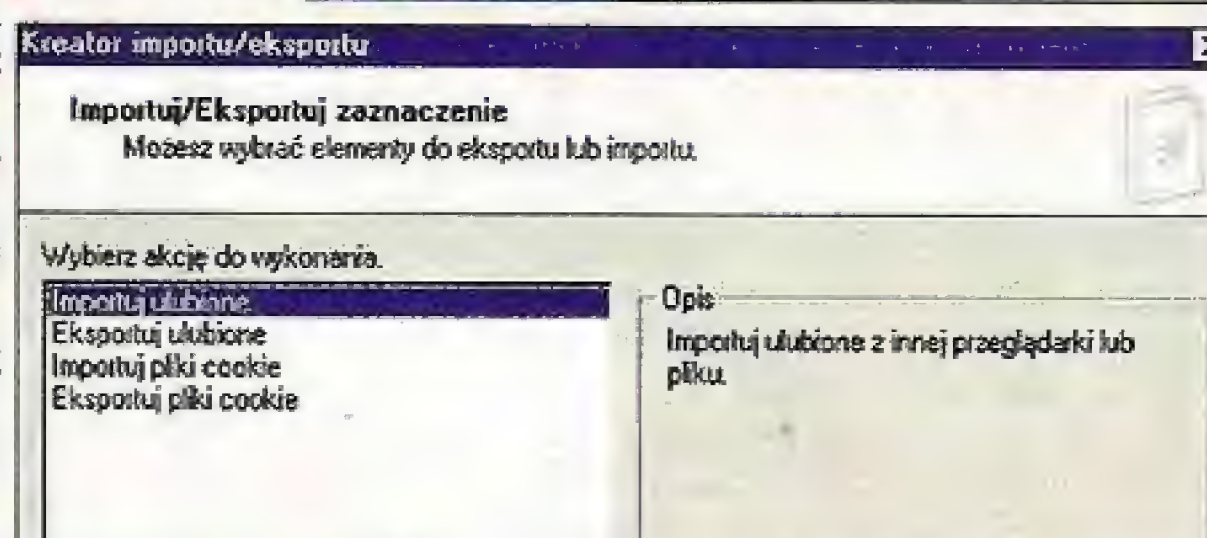 Kreator importu/eksportu
Importuj/Eksportuj zaznaczenie
Możesz wybrać elementy do eksportu lub importu.
Wybierz akcję do wykonania.
Importuj ulubione
Eksportuj ulubione
Importuj pliki cookie
Eksportuj pliki cookie
Opis
Importuj ulubione z innej przeglądarki lub
pliku.